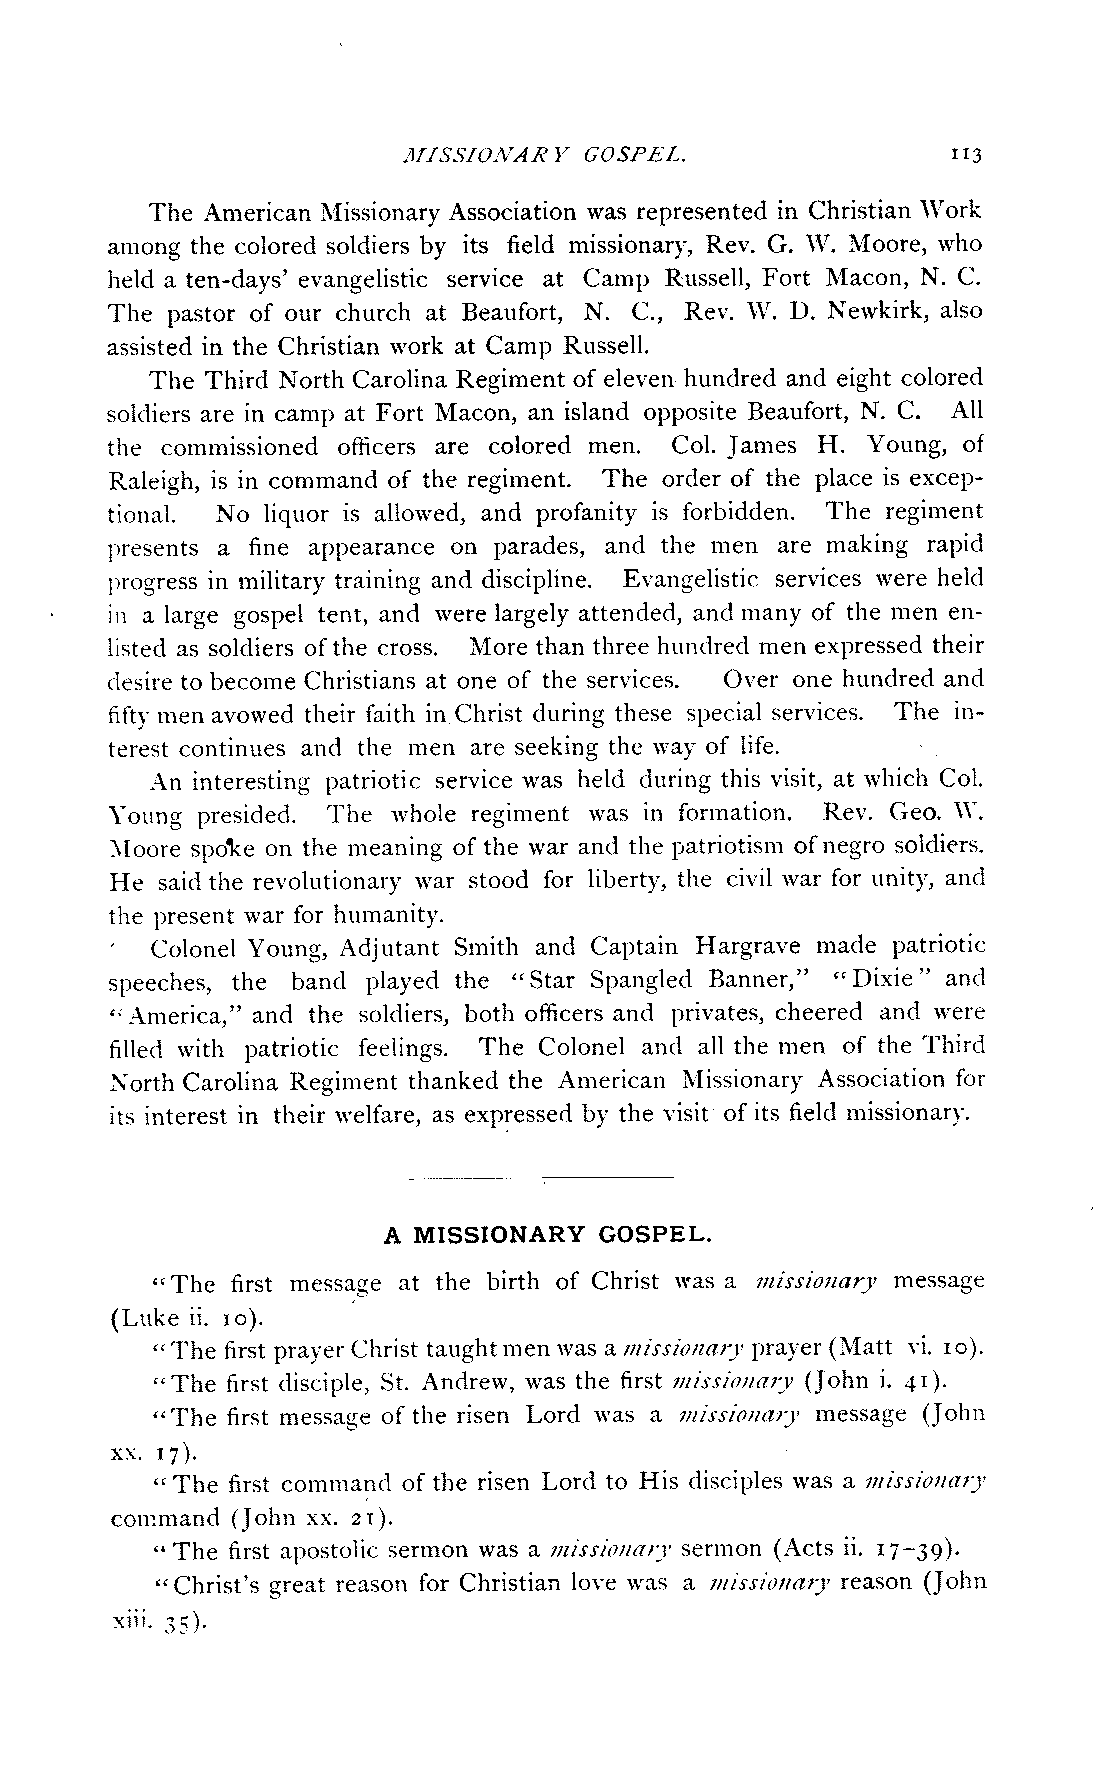 MISSIONARY GOSPEL. 113
The American Missionary Association was represented in Christian Work
among the colored soldiers by its field missionary, Rev. G. W. Moore, who
held a ten-days' evangelistic service at Camp Russell, Fort Macon, N. C.
The pastor of our church at Beaufort, N. C., Rev. W. D. Newkirk, also
assisted in the Christian work at Camp Russell.
The Third North Carolina Regiment of eleven hundred and eight colored
soldiers are in camp at Fort Macon, an island opposite Beaufort, N. C. All
the commissioned officers are colored men. Col. James H. Young, of
Raleigh, is in command of the regiment. The order of the place is excep-
tional. No liquor is allowed, and profanity is forbidden. The regiment
presents a fine appearance on parades, and the men are making rapid
progress in military training and discipline. Evangelistic services were held
in a large gospel tent, and were largely attended, and many of the men en-
listed as soldiers of the cross. More than three hundred men expressed their
desire to become Christians at one of the services. Over one hundred and
fifty men avowed their faith in Christ during these special services. The in-
terest continues and the men are seeking the way of life.
An interesting patriotic service was held during this visit, at which Col.
Young presided. The whole regiment was in formation. Rev. Geo. W.
Moore spoke on the meaning of the war and the patriotism of negro soldiers.
He said the revolutionary war stood for liberty, the civil war for unity, and
the present war for humanity.
Colonel Young, Adjutant Smith and Captain Hargrave made patriotic
speeches, the band played the "Star Spangled Banner," "Dixie" and
"America," and the soldiers, both officers and privates, cheered and were
filled with patriotic feelings. The Colonel and all the men of the Third
North Carolina Regiment thanked the American Missionary Association for
its interest in their welfare, as expressed by the visit of its field missionary.
A MISSIONARY GOSPEL.
"The first message at the birth of Christ was a missionary message
(Luke ii. 10).
"The first prayer Christ taught men was a missionary prayer (Matt vi. 10).
"The first disciple, St. Andrew, was the first missionary (John i. 41).
"The first message of the risen Lord was a missionary message (John
xx. 17).
"The first command of the risen Lord to His disciples was a missionary
command (John xx. 21).
"The first apostolic sermon was a missionary sermon (Acts ii. 17-39).
"Christ's great reason for Christian love was a missionary reason (John
xiii. 35).